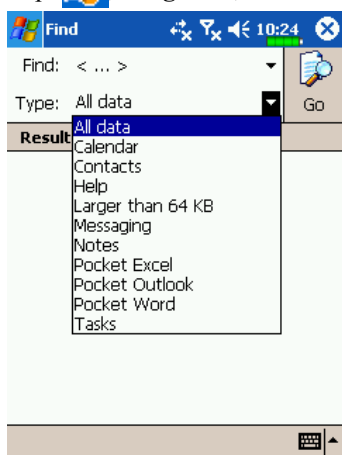 Find 10:24
Find: < ... >
Type: All data
Go
Result
All data
Calendar
Contacts
Help
Larger than 64 KB
Messaging
Notes
Pocket Excel
Pocket Outlook
Pocket Word
Tasks